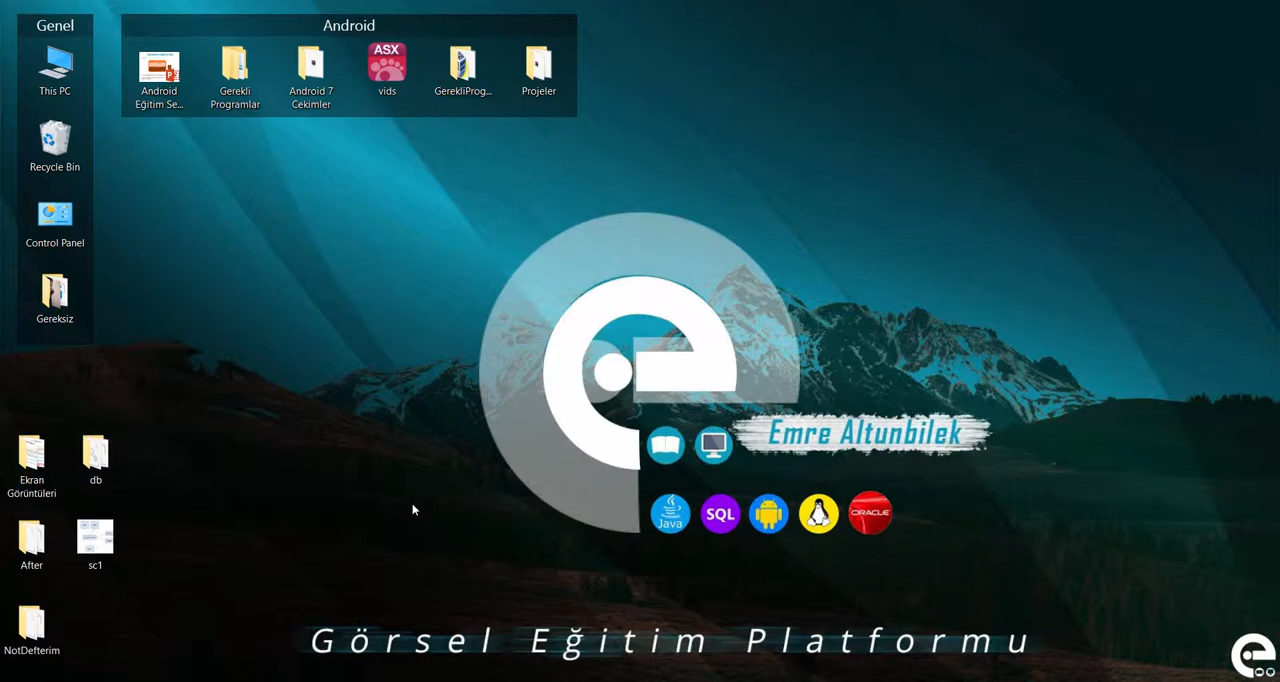 Genel
Android
This PC
Android
Eğitim Se...
Gerekli
Programlar
Android 7
Cekimler
ASX
vids
GerekliProg...
Projeler
Recycle Bin
Control Panel
Gereksiz
Emre Altunbilek
Ekran
Görüntüleri
db
Java
SQL
ORACLE
After
sc1
NotDefterim
Görsel Eğitim Platformu